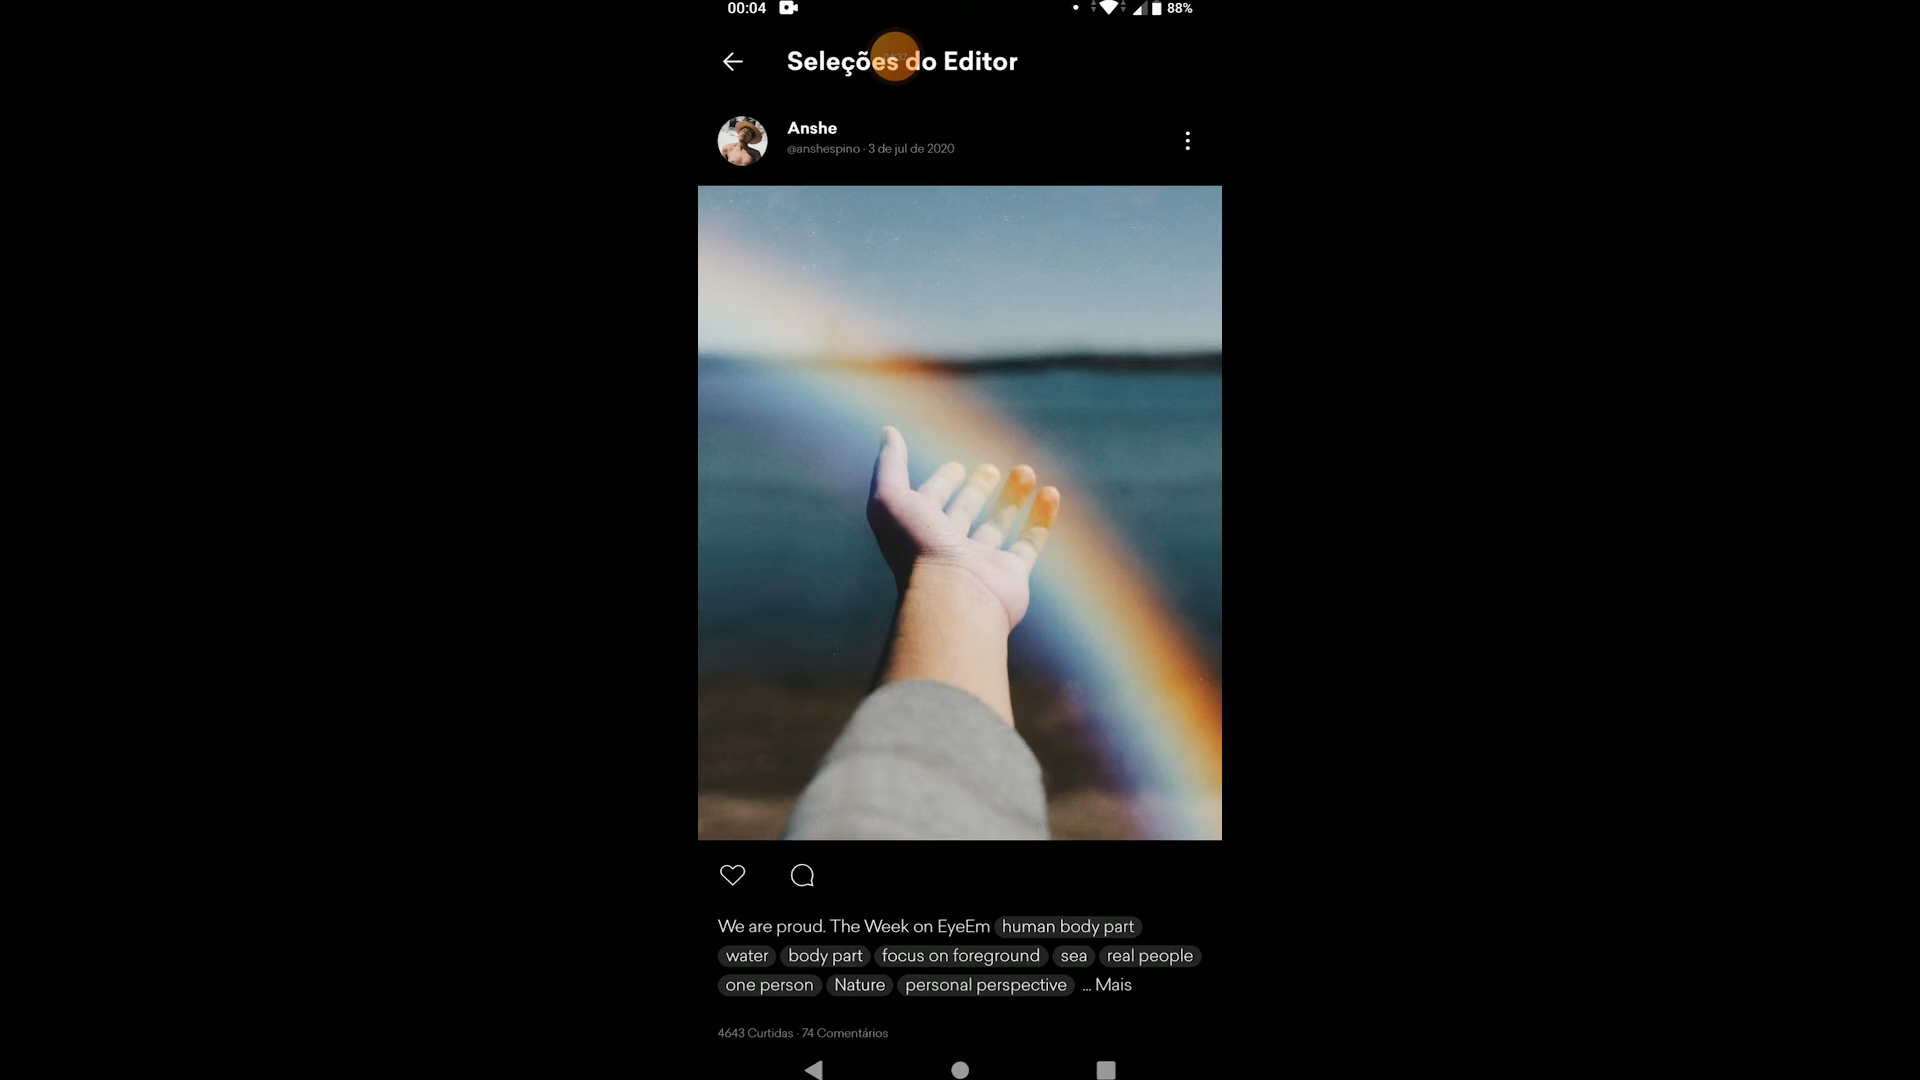 00:04 88%
Seleções do Editor
Anshe
@anshespino · 3 de jul de 2020
We are proud. The Week on EyeEm human body part
water body part focus on foreground sea real people
one person Nature personal perspective ... Mais
4643 Curtidas · 74 Comentários